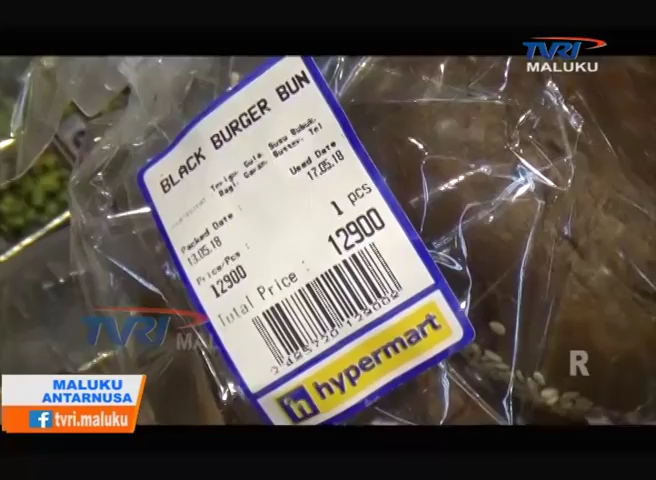 TVRI
MALUKU
BLACK BURGER BUN
Terigu, Gula, Susu Bubuk,
Ragi, Garam, Butter, Tel
Packed Date :
13.05.18
Used Date
17.05.18
Price/Pcs :
12900
1 pcs
Total Price :
12900
hypermart
TVRI
R
MALUKU
ANTARNUSA
tvri.maluku